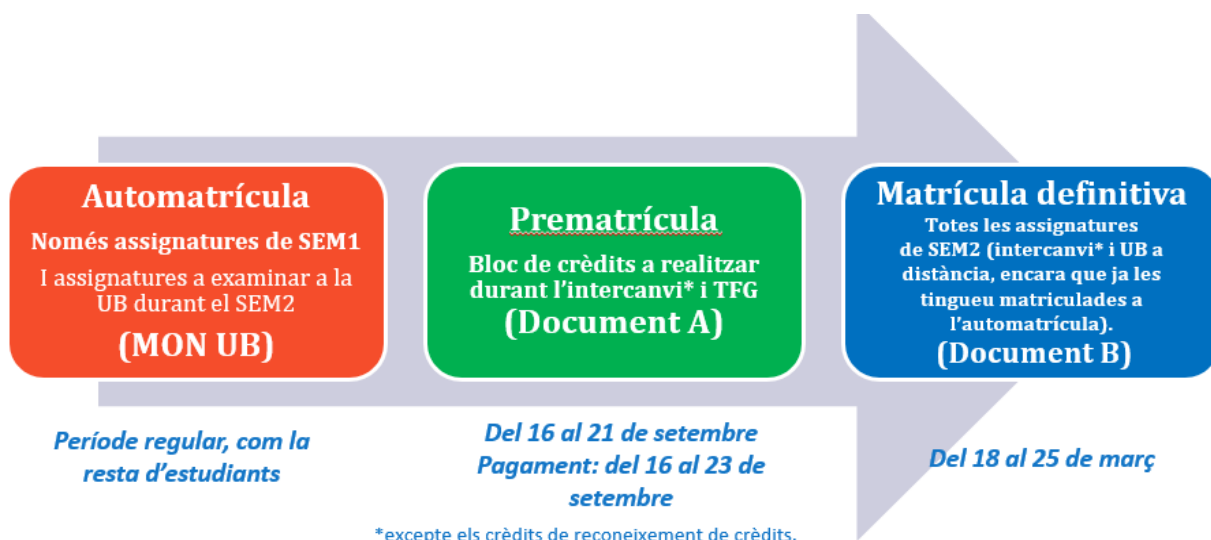 Automatrícula
Només assignatures de SEM1
I assignatures a examinar a la
UB durant el SEM2
(MON UB)
Període regular, com la
resta d'estudiants
Prematrícula
Bloc de crèdits a realitzar
durant l'intercanvi* i TFG
(Document A)
Del 16 al 21 de setembre
Pagament: del 16 al 23 de
setembre
Matrícula definitiva
Totes les assignatures
de SEM2 (intercanvi* i UB a
distància, encara que ja les
tingueu matriculades a
l'automatrícula).
(Document B)
Del 18 al 25 de març
*excepte els crèdits de reconeixement de crèdits.